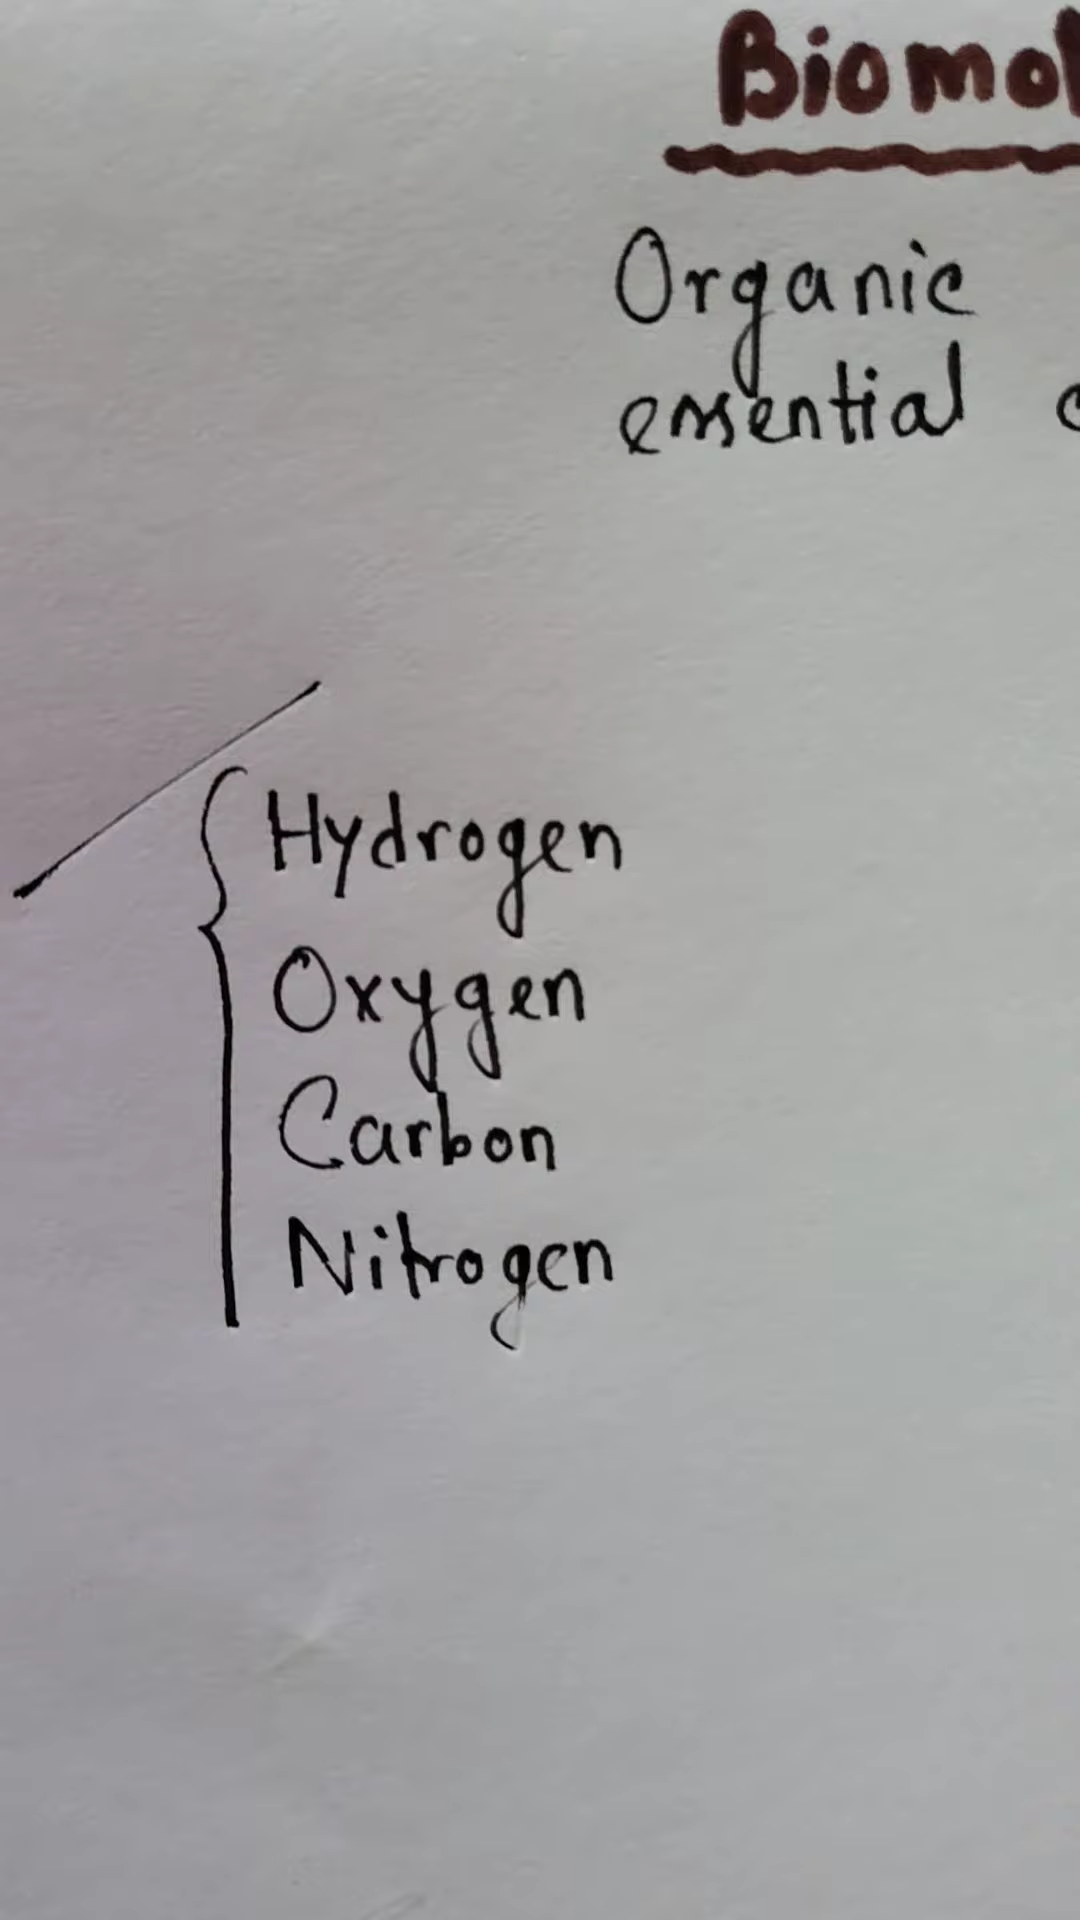 Biomol
Organic
essential
Hydrogen
Oxygen
Carbon
Nitrogen